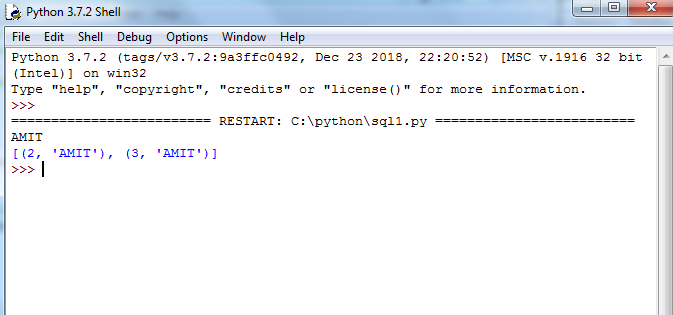 Python 3.7.2 Shell
File Edit Shell Debug Options Window Help
Python 3.7.2 (tags/v3.7.2:9a3ffc0492, Dec 23 2018, 22:20:52) [MSC v.1916 32 bit
(Intel)] on win32
Type "help", "copyright", "credits" or "license()" for more information.
>>>
========================= RESTART: C:\python\sql1.py =========================
AMIT
[(2, 'AMIT'), (3, 'AMIT')]
>>>